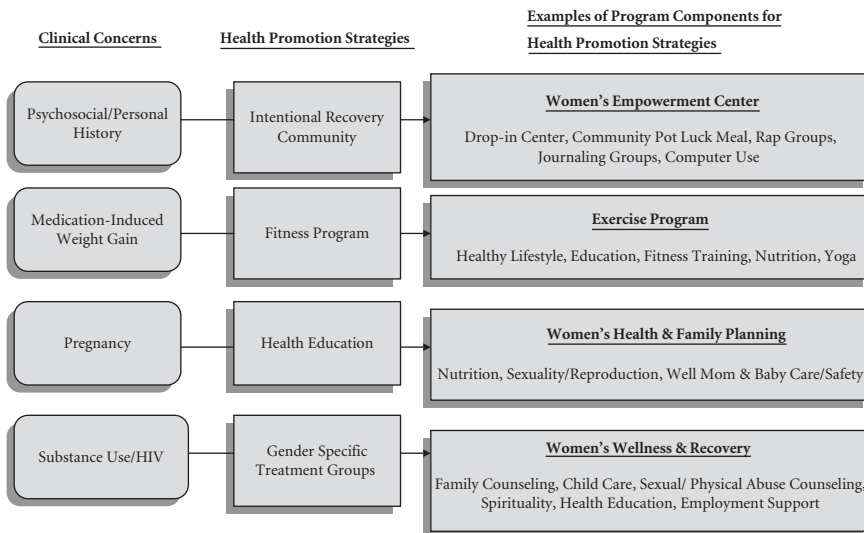 Clinical Concerns
Health Promotion Strategies
Examples of Program Components for
Health Promotion Strategies
Psychosocial/Personal
History
Intentional Recovery
Community
Women's Empowerment Center
Drop-in Center, Community Pot Luck Meal, Rap Groups,
Journaling Groups, Computer Use
Medication-Induced
Weight Gain
Fitness Program
Exercise Program
Healthy Lifestyle, Education, Fitness Training, Nutrition, Yoga
Pregnancy
Health Education
Women's Health & Family Planning
Nutrition, Sexuality/Reproduction, Well Mom & Baby Care/Safety
Substance Use/HIV
Gender Specific
Treatment Groups
Women's Wellness & Recovery
Family Counseling, Child Care, Sexual/ Physical Abuse Counseling,
Spirituality, Health Education, Employment Support